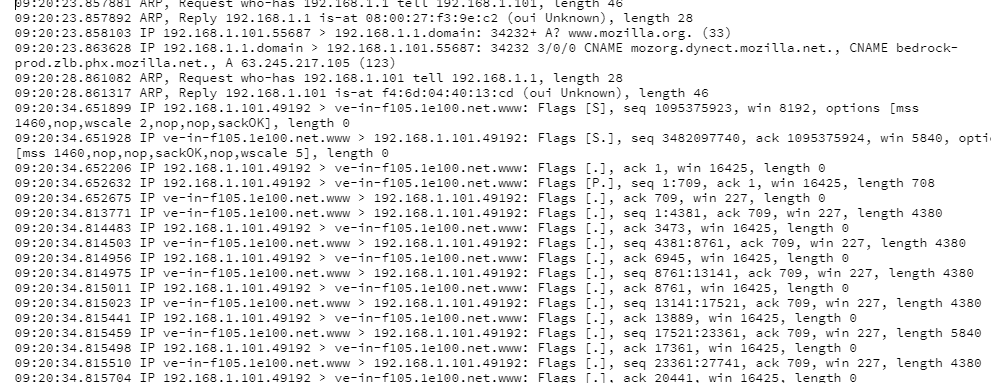 09:20:23.857881 ARP, Request who-has 192.168.1.1 tell 192.168.1.101, length 46
09:20:23.857892 ARP, Reply 192.168.1.1 is-at 08:00:27:f3:9e:c2 (oui Unknown), length 28
09:20:23.858103 IP 192.168.1.101.55687 > 192.168.1.1.domain: 34232+ A? www.mozilla.org. (33)
09:20:23.863628 IP 192.168.1.1.domain > 192.168.1.101.55687: 34232 3/0/0 CNAME mozorg.dynect.mozilla.net., CNAME bedrock-
prod.zlb.phx.mozilla.net., A 63.245.217.105 (123)
09:20:28.861082 ARP, Request who-has 192.168.1.101 tell 192.168.1.1, length 28
09:20:28.861317 ARP, Reply 192.168.1.101 is-at f4:6d:04:40:13:cd (oui Unknown), length 46
09:20:34.651899 IP 192.168.1.101.49192 > ve-in-f105.1e100.net.www: Flags [S], seq 1095375923, win 8192, options [mss
1460,nop,wscale 2,nop,nop,sackOK], length 0
09:20:34.651928 IP ve-in-f105.1e100.net.www > 192.168.1.101.49192: Flags [S.], seq 3482097740, ack 1095375924, win 5840, opti
[mss 1460,nop,nop,sackOK,nop,wscale 5], length 0
09:20:34.652206 IP 192.168.1.101.49192 > ve-in-f105.1e100.net.www: Flags [.], ack 1, win 16425, length 0
09:20:34.652632 IP 192.168.1.101.49192 > ve-in-f105.1e100.net.www: Flags [P.], seq 1:709, ack 1, win 16425, length 708
09:20:34.652675 IP ve-in-f105.1e100.net.www > 192.168.1.101.49192: Flags [.], ack 709, win 227, length 0
09:20:34.813771 IP ve-in-f105.1e100.net.www > 192.168.1.101.49192: Flags [.], seq 1:4381, ack 709, win 227, length 4380
09:20:34.814483 IP 192.168.1.101.49192 > ve-in-f105.1e100.net.www: Flags [.], ack 3473, win 16425, length 0
09:20:34.814503 IP ve-in-f105.1e100.net.www > 192.168.1.101.49192: Flags [.], seq 4381:8761, ack 709, win 227, length 4380
09:20:34.814956 IP 192.168.1.101.49192 > ve-in-f105.1e100.net.www: Flags [.], ack 6945, win 16425, length 0
09:20:34.814975 IP ve-in-f105.1e100.net.www > 192.168.1.101.49192: Flags [.], seq 8761:13141, ack 709, win 227, length 4380
09:20:34.815011 IP 192.168.1.101.49192 > ve-in-f105.1e100.net.www: Flags [.], ack 8761, win 16425, length 0
09:20:34.815023 IP ve-in-f105.1e100.net.www > 192.168.1.101.49192: Flags [.], seq 13141:17521, ack 709, win 227, length 4380
09:20:34.815441 IP 192.168.1.101.49192 > ve-in-f105.1e100.net.www: Flags [.], ack 13889, win 16425, length 0
09:20:34.815459 IP ve-in-f105.1e100.net.www > 192.168.1.101.49192: Flags [.], seq 17521:23361, ack 709, win 227, length 5840
09:20:34.815498 IP 192.168.1.101.49192 > ve-in-f105.1e100.net.www: Flags [.], ack 17361, win 16425, length 0
09:20:34.815510 IP ve-in-f105.1e100.net.www > 192.168.1.101.49192: Flags [.], seq 23361:27741, ack 709, win 227, length 4380
09:20:34.815704 IP 192.168.1.101.49192 > ve-in-f105.1e100.net.www: Flags [.], ack 20441, win 16425, length 0